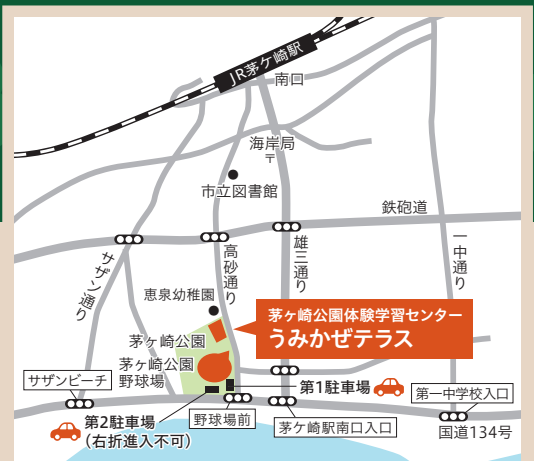 JR茅ケ崎駅
南口
海岸局
〒
市立図書館
鉄砲道
サザン通り
高砂通り
雄三通り
一中通り
恵泉幼稚園
茅ヶ崎公園体験学習センター
うみかぜテラス
茅ヶ崎公園
茅ヶ崎公園
野球場
サザンビーチ
第1駐車場
第一中学校入口
第2駐車場
(右折進入不可)
野球場前
茅ケ崎駅南口入口
国道134号